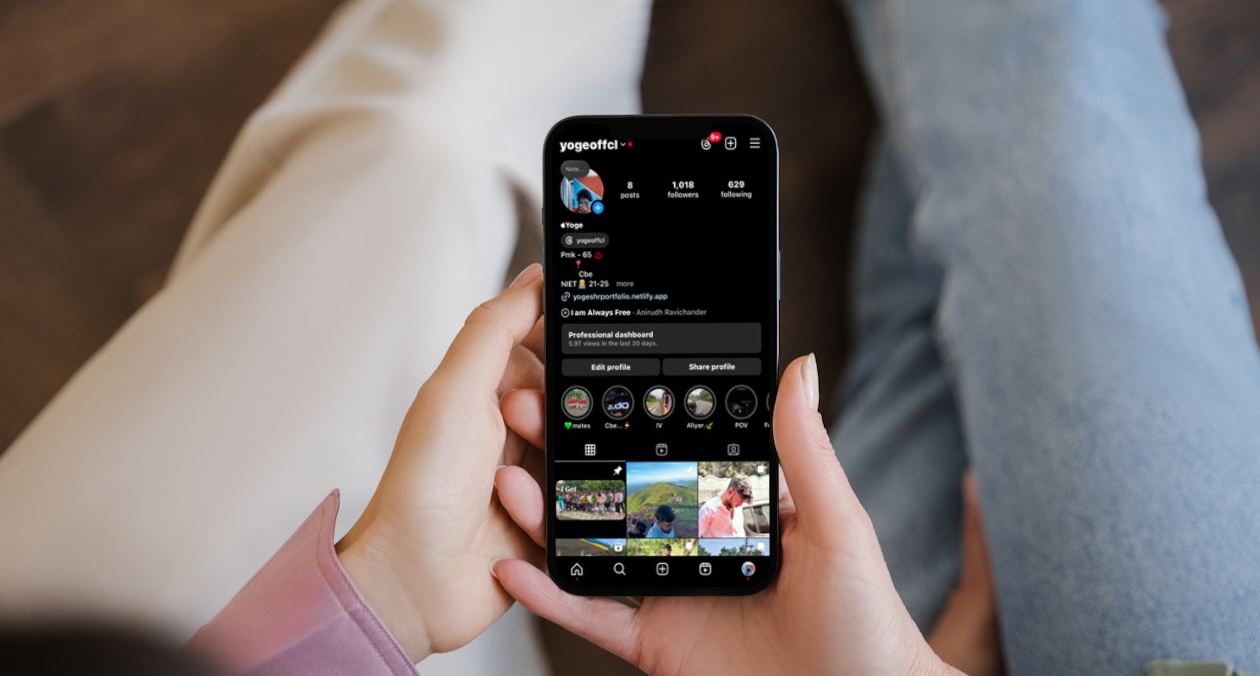 yogeoffcl
9+
Note...
8 1,018 629
posts followers following
Yoge
yogeoffcl
Pmk - 65
Cbe
NIET 21-25 more
yogeshrportfolio.netlify.app
I am Always Free · Anirudh Ravichander
Professional dashboard
5.9T views in the last 30 days.
Edit profile Share profile
mates Cbe... IV Aliyar. POV
I Got